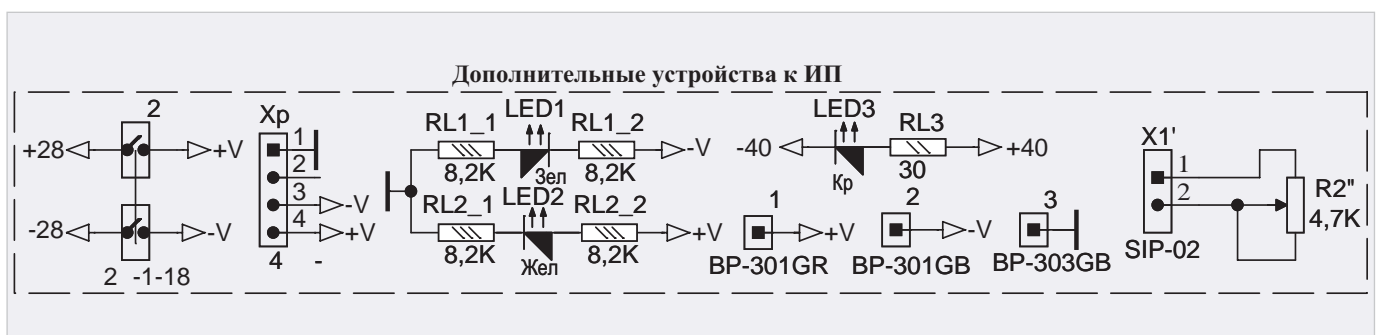 Дополнительные устройства к ИП
2
+28
+V
-28
-V
2 -1-18
Xp
1
2
3
-V
4
+V
4 -
LED1
RL1_1
RL1_2
-V
8,2K
Зел
8,2K
LED2
RL2_1
RL2_2
+V
8,2K
Жел
8,2K
LED3
RL3
-40
+40
Кр
30
1
+V
BP-301GR
2
-V
BP-301GB
3
BP-303GB
X1'
1
2
SIP-02
R2"
4,7K